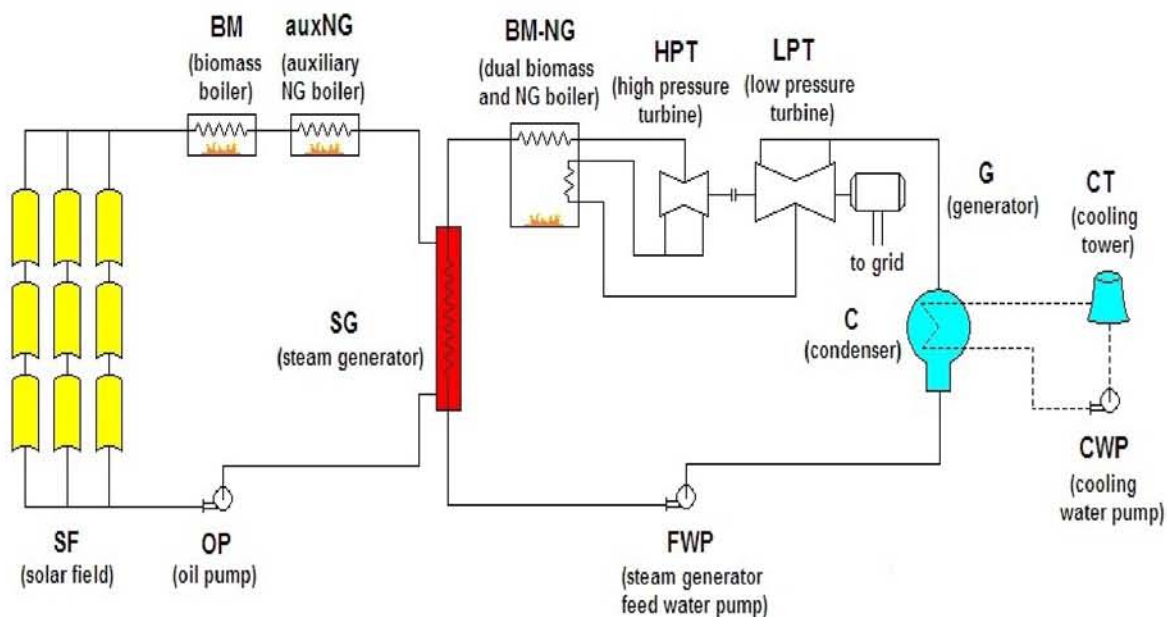 BM
(biomass
boiler)
auxNG
(auxiliary
NG boiler)
BM-NG
(dual biomass
and NG boiler)
HPT
(high pressure
turbine)
LPT
(low pressure
turbine)
G
(generator)
CT
(cooling
tower)
to grid
SG
(steam generator)
C
(condenser)
CWP
(cooling
water pump)
SF
(solar field)
OP
(oil pump)
FWP
(steam generator
feed water pump)